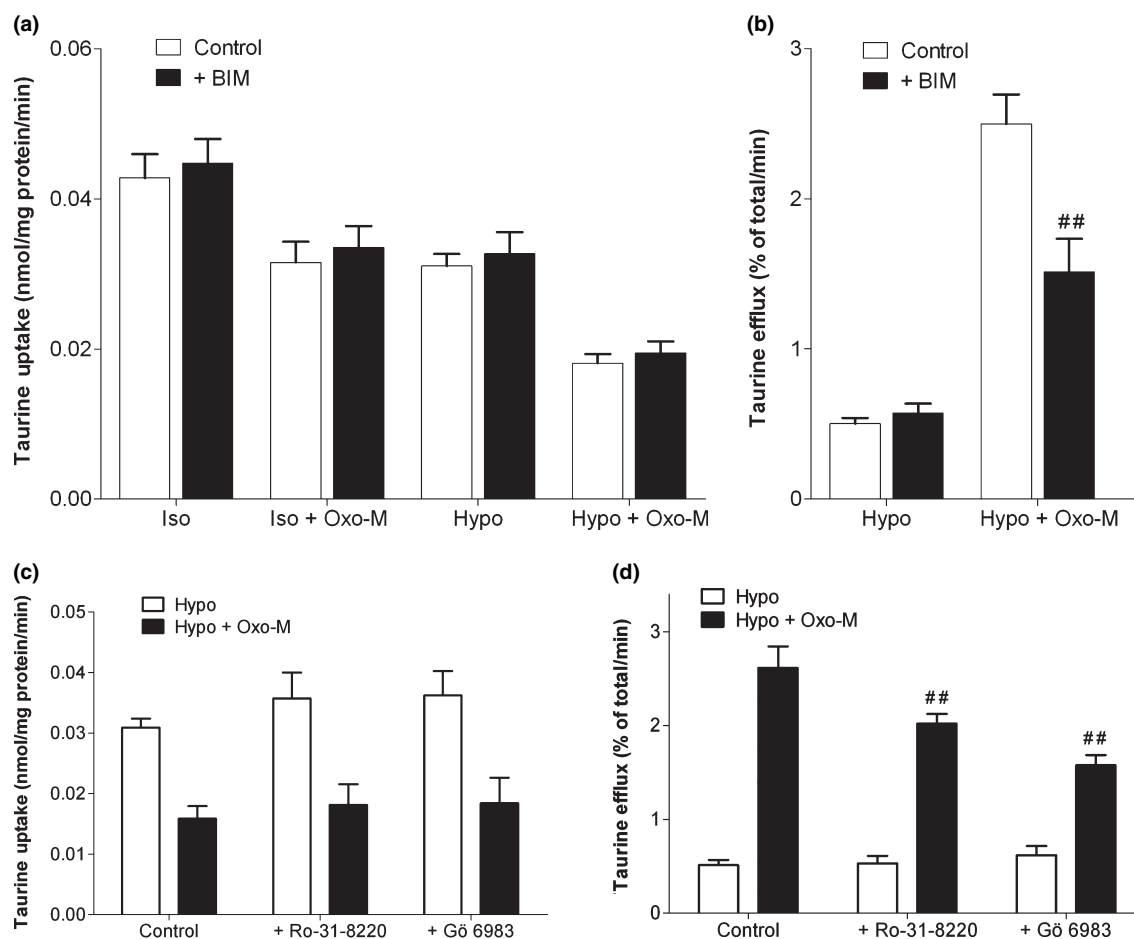 (a)
Control
+ BIM
Taurine uptake (nmol/mg protein/min)
0.06
0.04
0.02
0.00
Iso
Iso + Oxo-M
Hypo
Hypo + Oxo-M
(b)
Control
+ BIM
Taurine efflux (% of total/min)
3
2
1
0
##
Hypo
Hypo + Oxo-M
(c)
Hypo
Hypo + Oxo-M
Taurine uptake (nmol/mg protein/min)
0.05
0.04
0.03
0.02
0.01
0.00
Control
+ Ro-31-8220
+ Gö 6983
(d)
Hypo
Hypo + Oxo-M
Taurine efflux (% of total/min)
3
2
1
0
##
##
Control
+ Ro-31-8220
+ Gö 6983